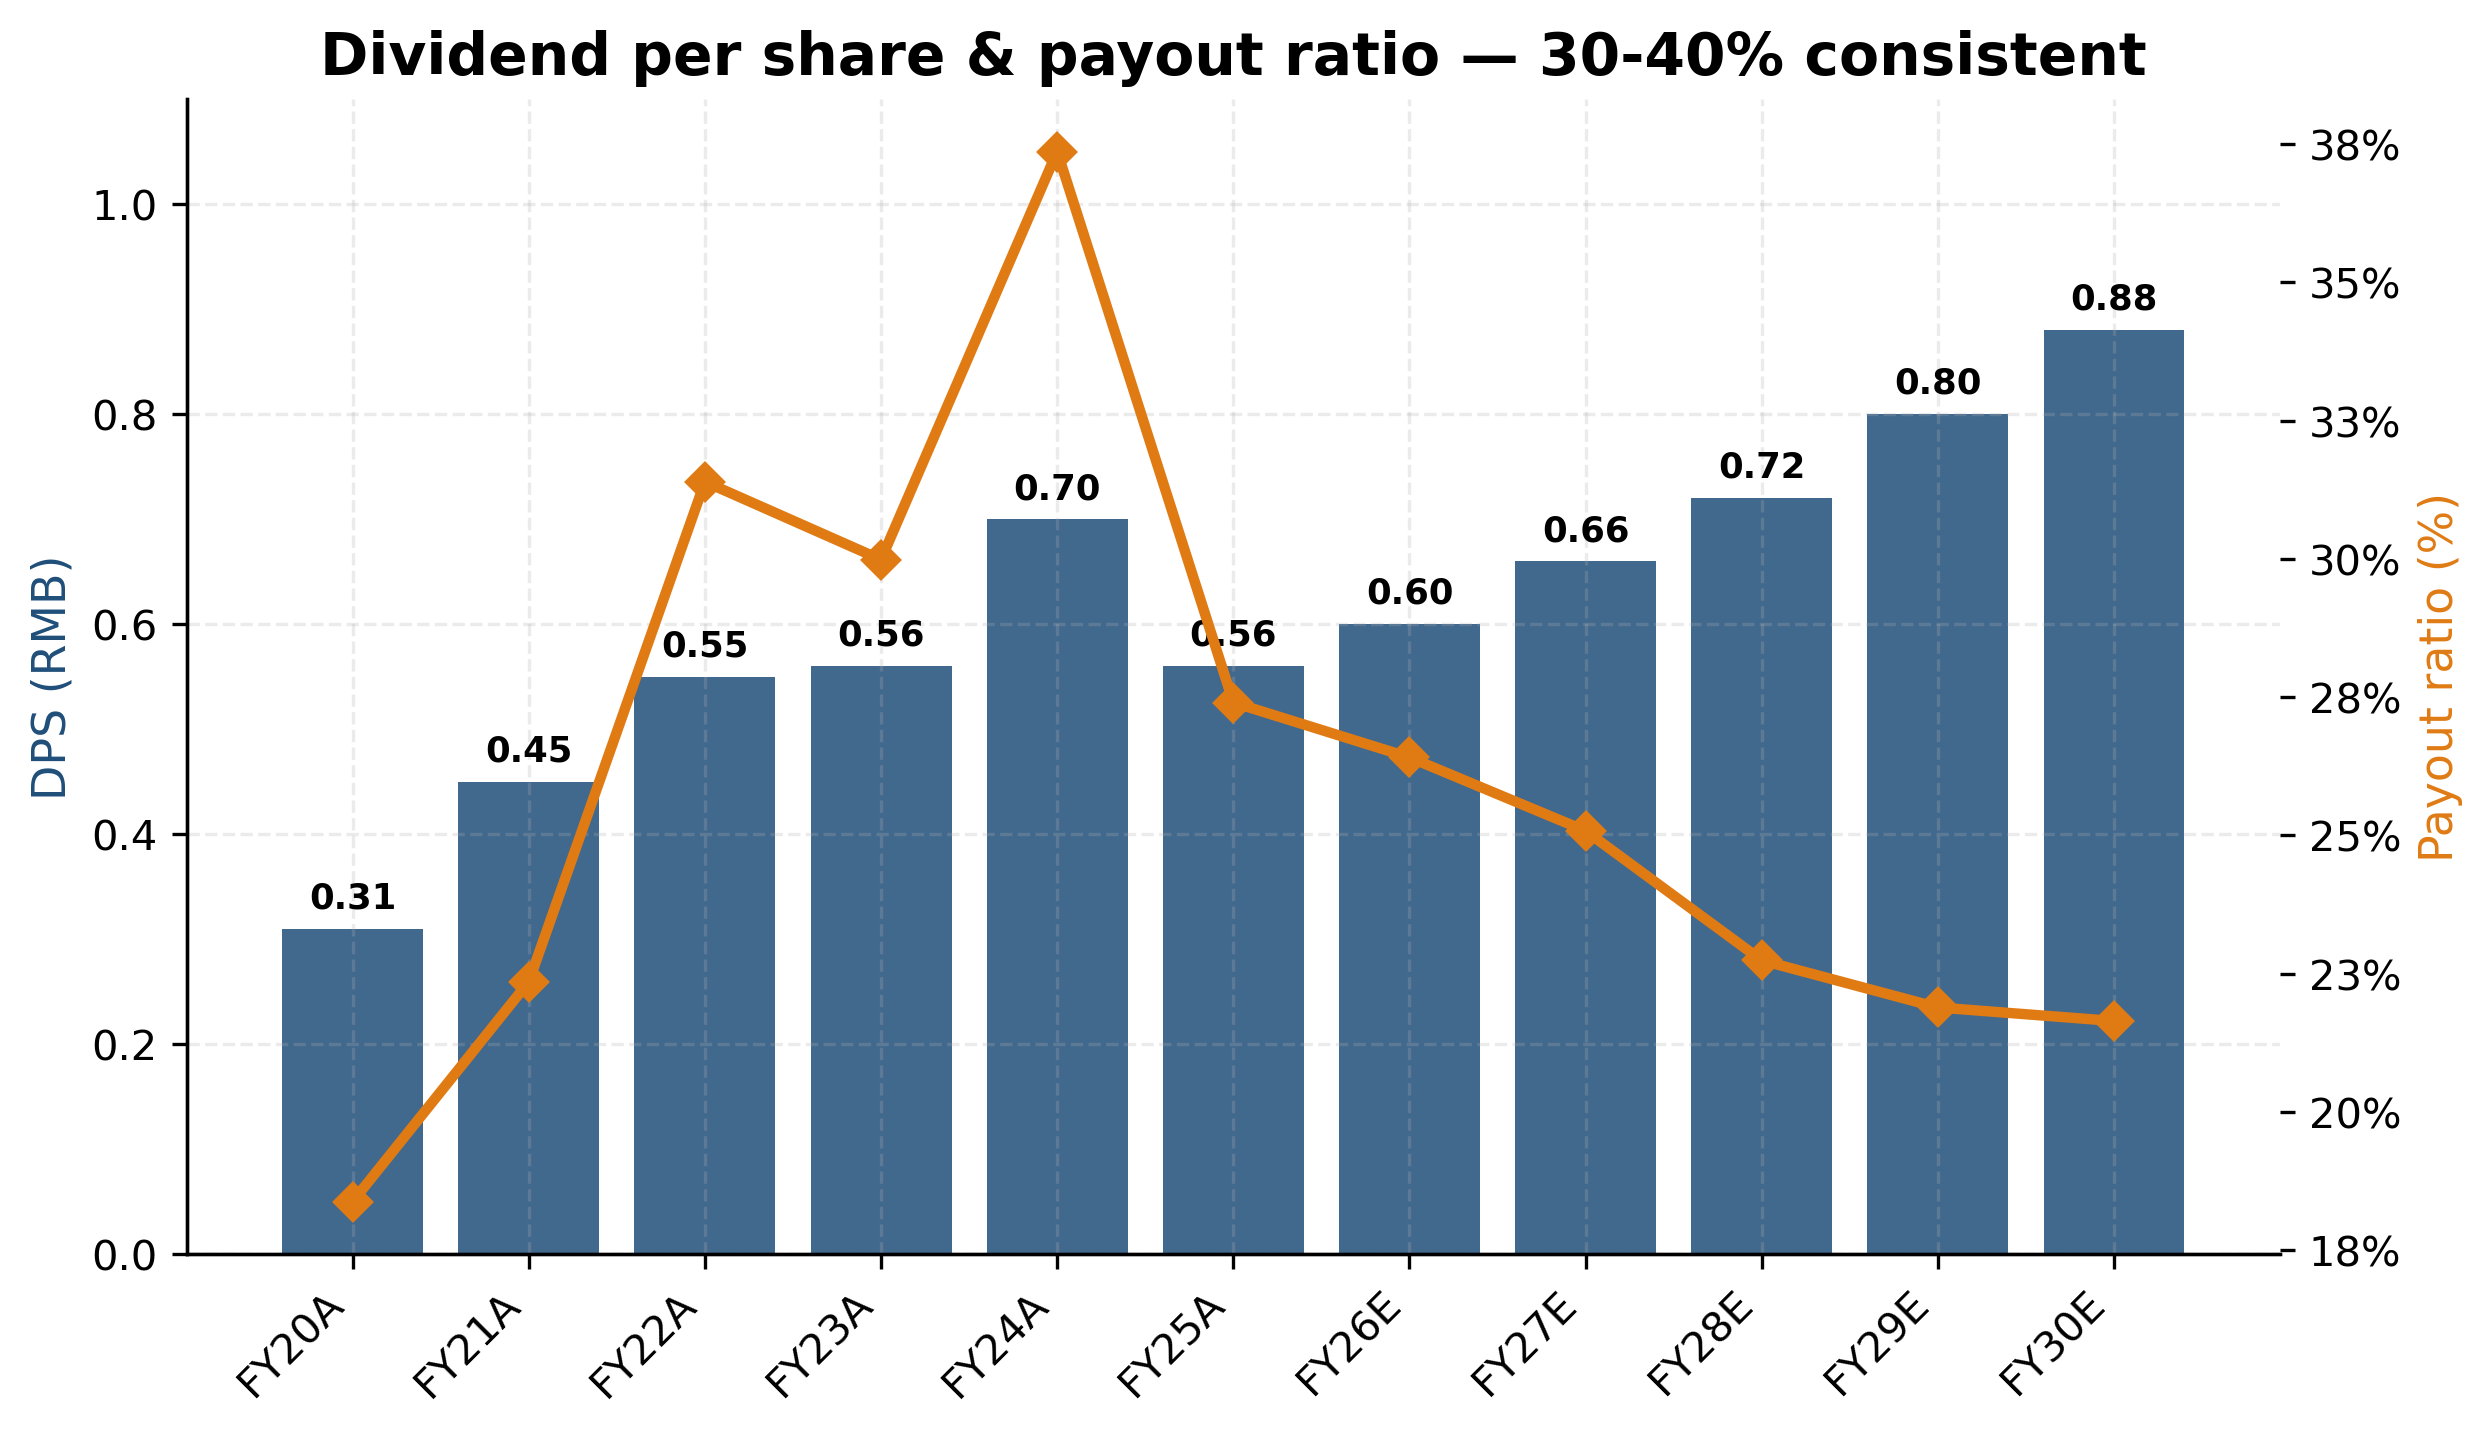 Dividend per share & payout ratio — 30-40% consistent
DPS (RMB)
1.0
0.8
0.6
0.4
0.2
0.0
0.31
0.45
0.55
0.56
0.70
0.56
0.60
0.66
0.72
0.80
0.88
38%
35%
33%
30%
28%
25%
23%
20%
18%
Payout ratio (%)
FY20A
FY21A
FY22A
FY23A
FY24A
FY25A
FY26E
FY27E
FY28E
FY29E
FY30E